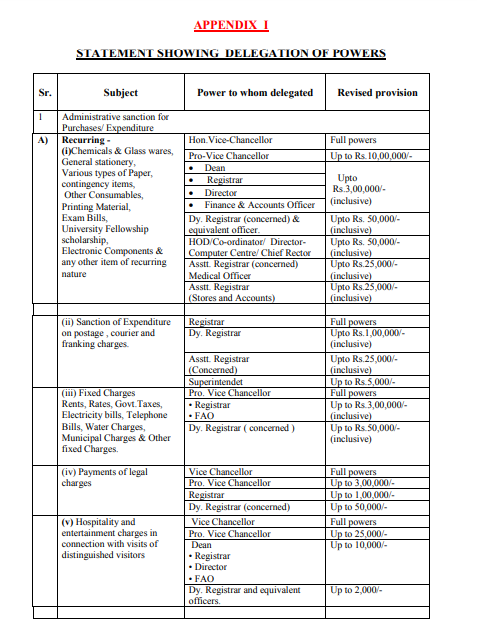 APPENDIX I
STATEMENT SHOWING DELEGATION OF POWERS
Sr. Subject Power to whom delegated Revised provision
1 Administrative sanction for
Purchases/ Expenditure
A) Recurring - Hon.Vice-Chancellor Full powers
(i)Chemicals & Glass wares, Pro-Vice Chancellor Up to Rs.10,00,000/-
General stationery, • Dean
Various types of Paper, • Registrar Upto
contingency items, • Director Rs.3,00,000/-
Other Consumables, • Finance & Accounts Officer (inclusive)
Printing Material, Dy. Registrar (concerned) & Upto Rs. 50,000/-
Exam Bills, equivalent officer. (inclusive)
University Fellowship HOD/Co-ordinator/ Director- Upto Rs. 50,000/-
scholarship, Computer Centre/ Chief Rector (inclusive)
Electronic Components & Asstt. Registrar (concerned) Upto Rs.25,000/-
any other item of recurring Medical Officer (inclusive)
nature Asstt. Registrar Upto Rs.25,000/-
(Stores and Accounts) (inclusive)
(ii) Sanction of Expenditure Registrar Full powers
on postage , courier and Dy. Registrar Upto Rs.1,00,000/-
franking charges. (inclusive)
Asstt. Registrar Upto Rs.25,000/-
(Concerned) (inclusive)
Superintendet Up to Rs.5,000/-
(iii) Fixed Charges Pro. Vice Chancellor Full powers
Rents, Rates, Govt.Taxes, • Registrar Up to Rs.3,00,000/-
Electricity bills, Telephone • FAO (inclusive)
Bills, Water Charges, Dy. Registrar ( concerned ) Up to Rs.50,000/-
Municipal Charges & Other (inclusive)
fixed Charges.
(iv) Payments of legal Vice Chancellor Full powers
charges Pro. Vice Chancellor Up to 3,00,000/-
Registrar Up to 1,00,000/-
Dy. Registrar (concerned) Up to 50,000/-
(v) Hospitality and Vice Chancellor Full powers
entertainment charges in Pro. Vice Chancellor Up to 25,000/-
connection with visits of Dean Up to 10,000/-
distinguished visitors • Registrar
• Director
• FAO
Dy. Registrar and equivalent Up to 2,000/-
officers.